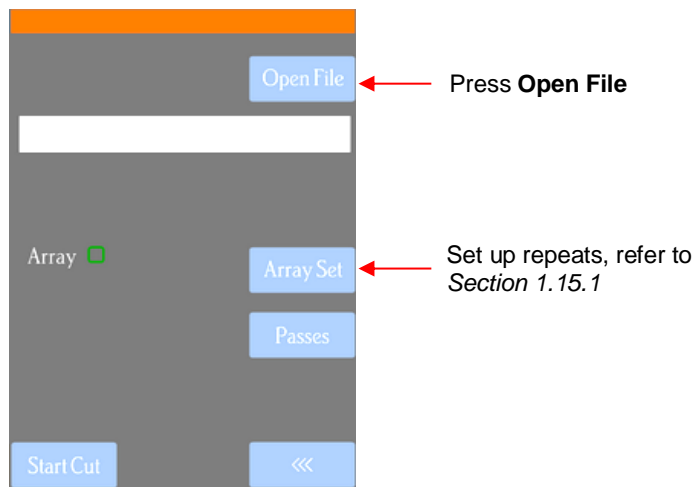 Open File
Press Open File
Array
Array Set
Set up repeats, refer to
Section 1.15.1
Passes
Start Cut
<<<